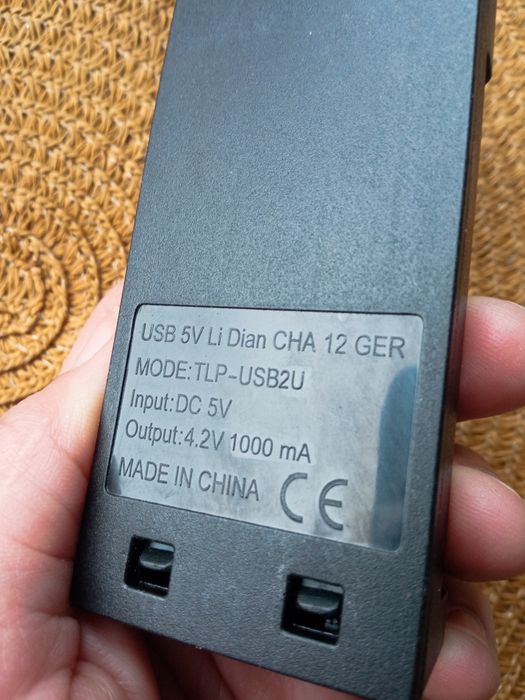 USB 5V Li Dian CHA 12 GER
MODE:TLP-USB2U
Input:DC 5V
Output:4.2V 1000 mA
MADE IN CHINA CE